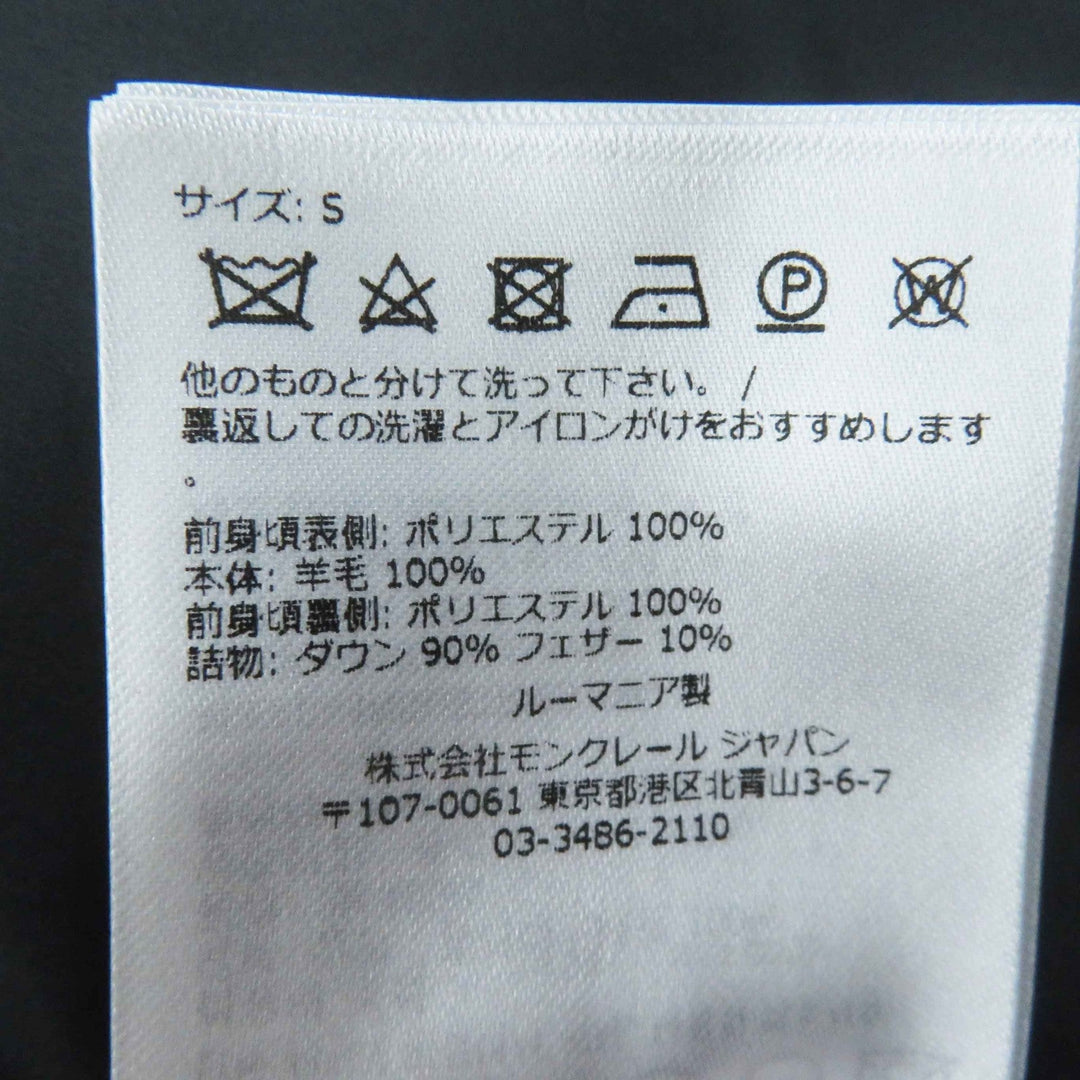 サイズ: S
P W
他のものと分けて洗って下さい。 /
裏返しての洗濯とアイロンがけをおすすめします
。
前身頃表側: ポリエステル 100%
本体: 羊毛 100%
前身頃裏側: ポリエステル 100%
詰物: ダウン 90% フェザー 10%
ルーマニア製
株式会社モンクレール ジャパン
〒107-0061 東京都港区北青山3-6-7
03-3486-2110